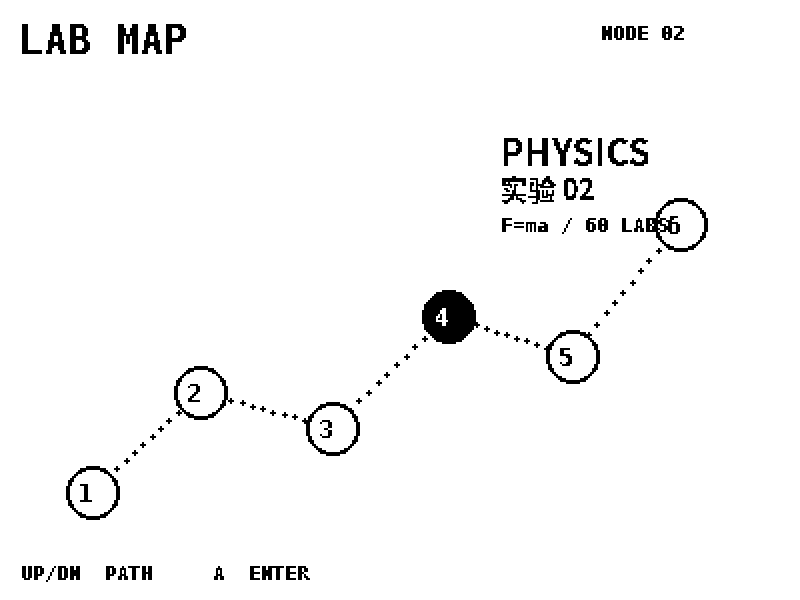 LAB MAP
NODE 02
PHYSICS
实验 02
F=ma / 60 LABS
6
4
5
2
3
1
UP/DN PATH A ENTER